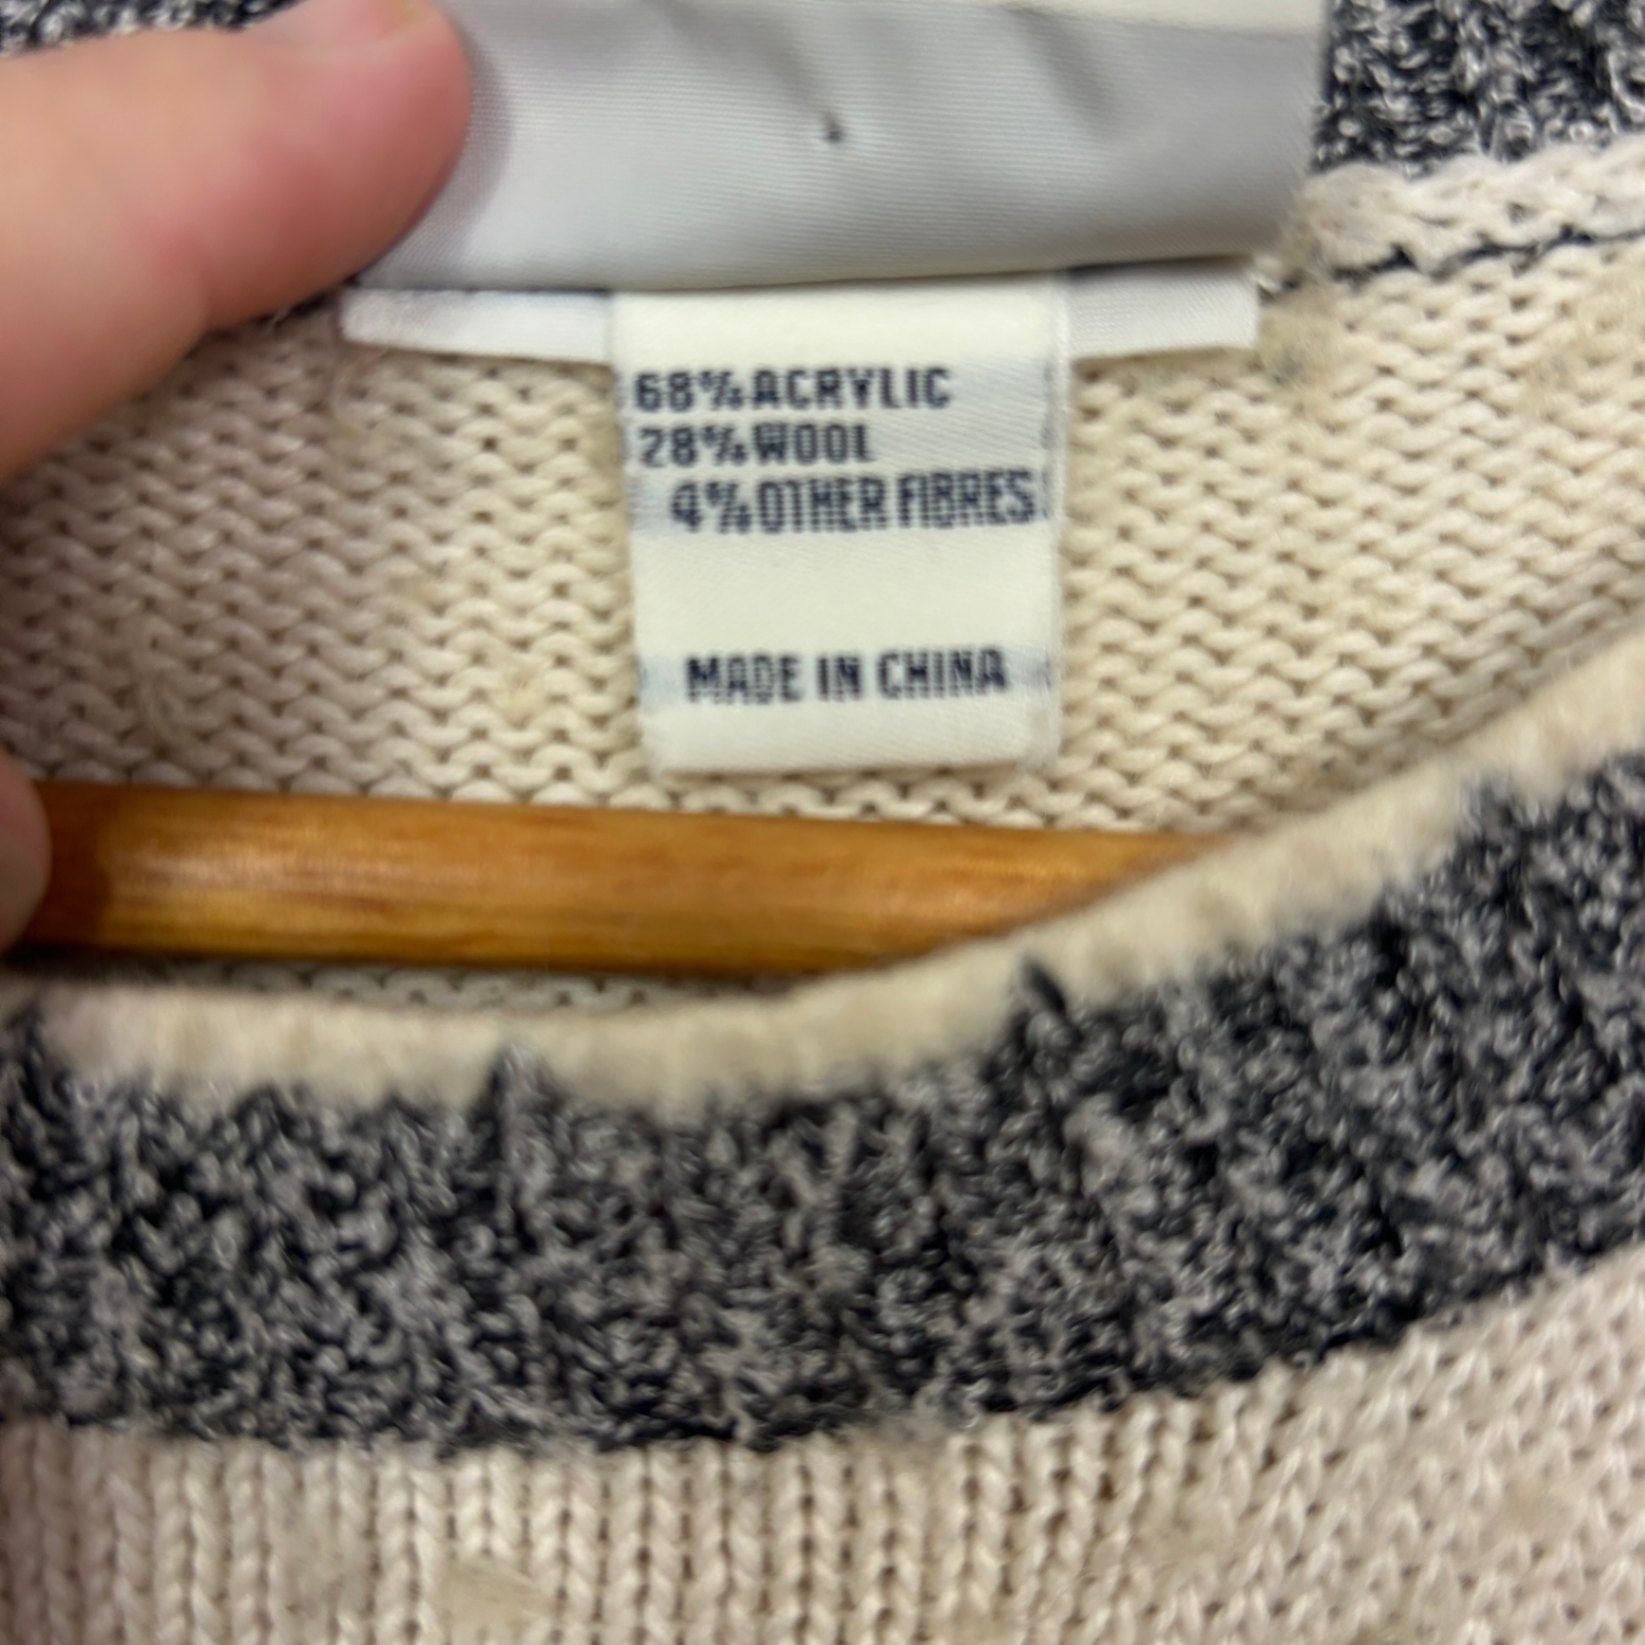 68% ACRYLIC
28% WOOL
4% OTHER FIBRES
MADE IN CHINA